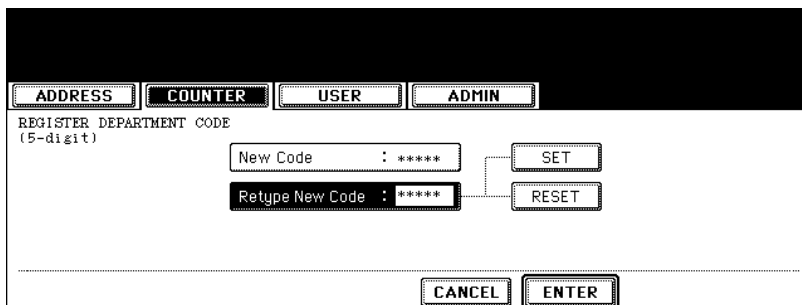 ADDRESS COUNTER USER ADMIN
REGISTER DEPARTMENT CODE
(5-digit)
New Code : ***** SET
Retype New Code : ***** RESET
CANCEL ENTER